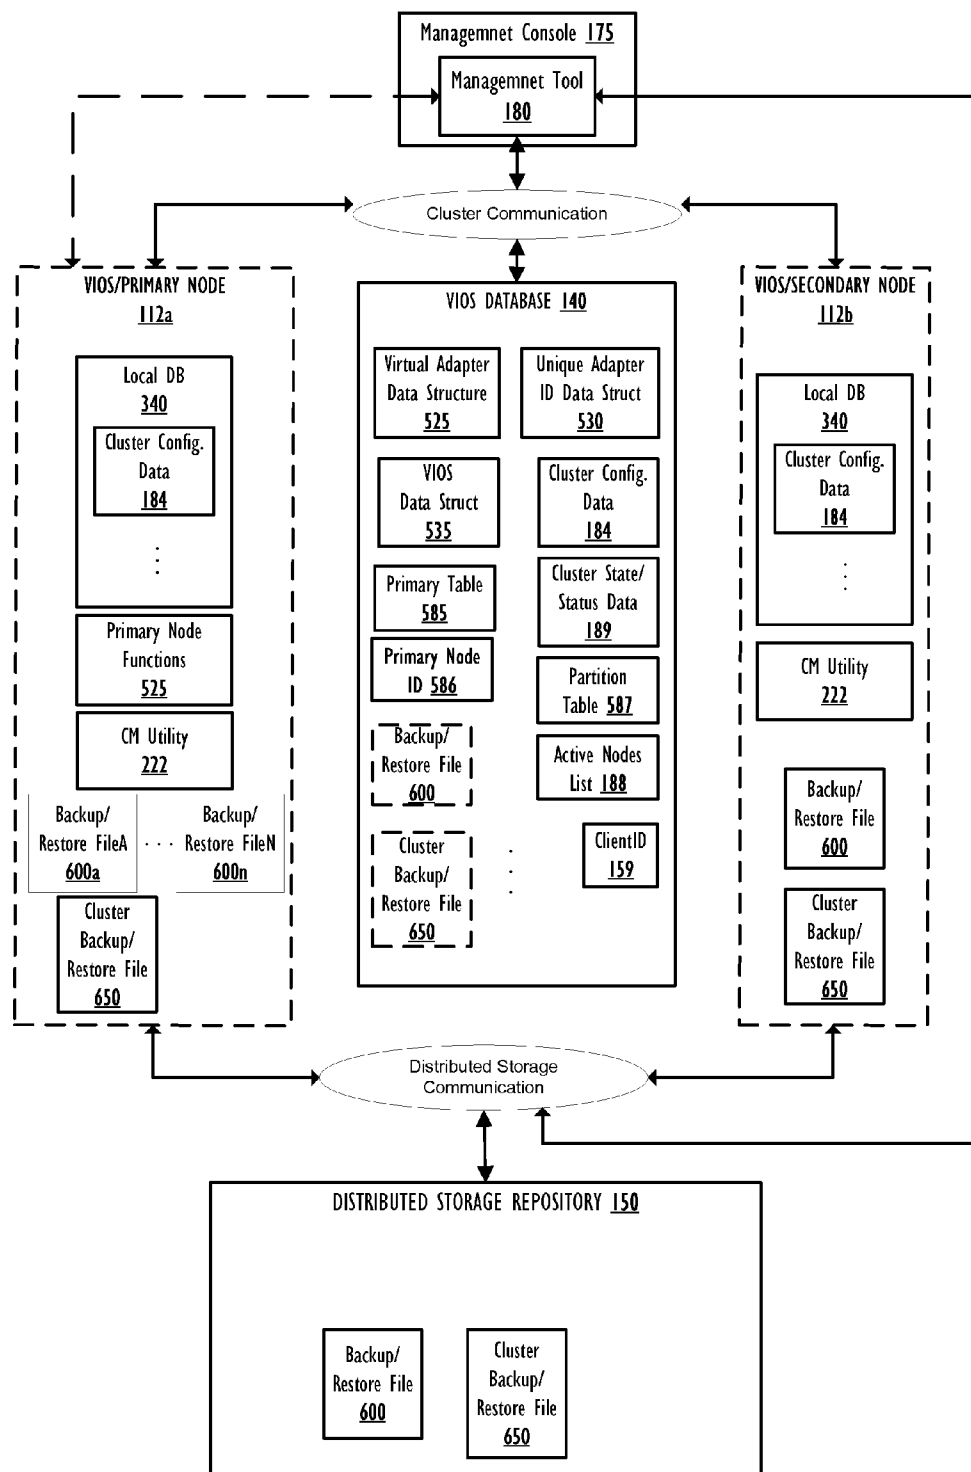 Managemnet Console 175
Managemnet Tool
180
Cluster Communication
VIOS/PRIMARY NODE
112a
Local DB
340
Cluster Config.
Data
184
Primary Node
Functions
525
CM Utility
222
Backup/
Restore FileA
600a
. . .
Backup/
Restore FileN
600n
Cluster
Backup/
Restore File
650
VIOS DATABASE 140
Virtual Adapter
Data Structure
525
Unique Adapter
ID Data Struct
530
VIOS
Data Struct
535
Cluster Config.
Data
184
Primary Table
585
Cluster State/
Status Data
189
Primary Node
ID 586
Partition
Table 587
Backup/
Restore File
600
Active Nodes
List 188
Cluster
Backup/
Restore File
650
ClientID
159
VIOS/SECONDARY NODE
112b
Local DB
340
Cluster Config.
Data
184
CM Utility
222
Backup/
Restore File
600
Cluster
Backup/
Restore File
650
Distributed Storage
Communication
DISTRIBUTED STORAGE REPOSITORY 150
Backup/
Restore File
600
Cluster
Backup/
Restore File
650